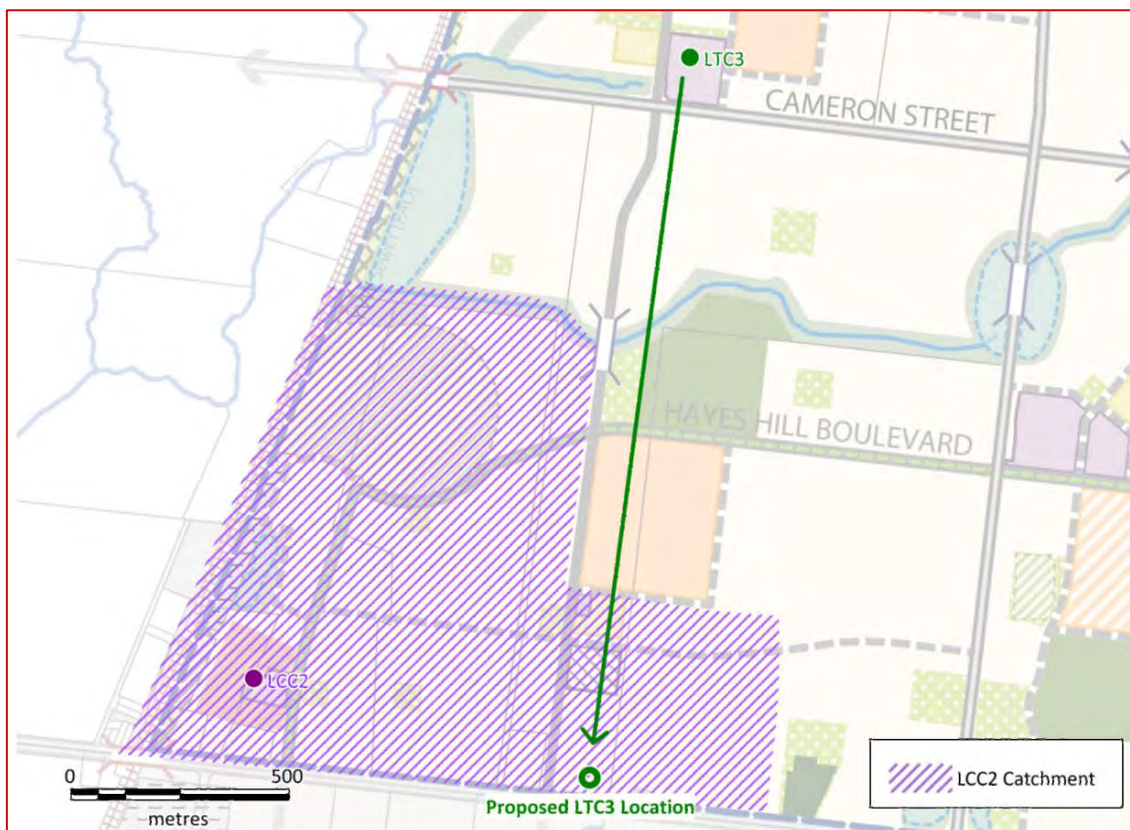 LTC3
CAMERON STREET
HAYES HILL BOULEVARD
LCC2
0 500
metres
Proposed LTC3 Location
LCC2 Catchment